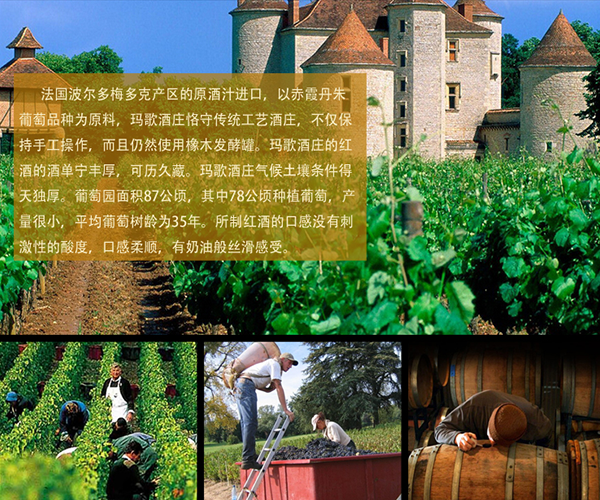 法国波尔多梅多克产区的原酒汁进口，以赤霞丹朱
葡萄品种为原料，玛歌酒庄恪守传统工艺酒庄，不仅保
持手工操作，而且仍然使用橡木发酵罐。玛歌酒庄的红
酒的酒单宁丰厚，可历久藏。玛歌酒庄气候土壤条件得
天独厚。葡萄园面积87公顷，其中78公顷种植葡萄，产
量很小，平均葡萄树龄为35年。所制红酒的口感没有刺
激性的酸度，口感柔顺，有奶油般丝滑感受。